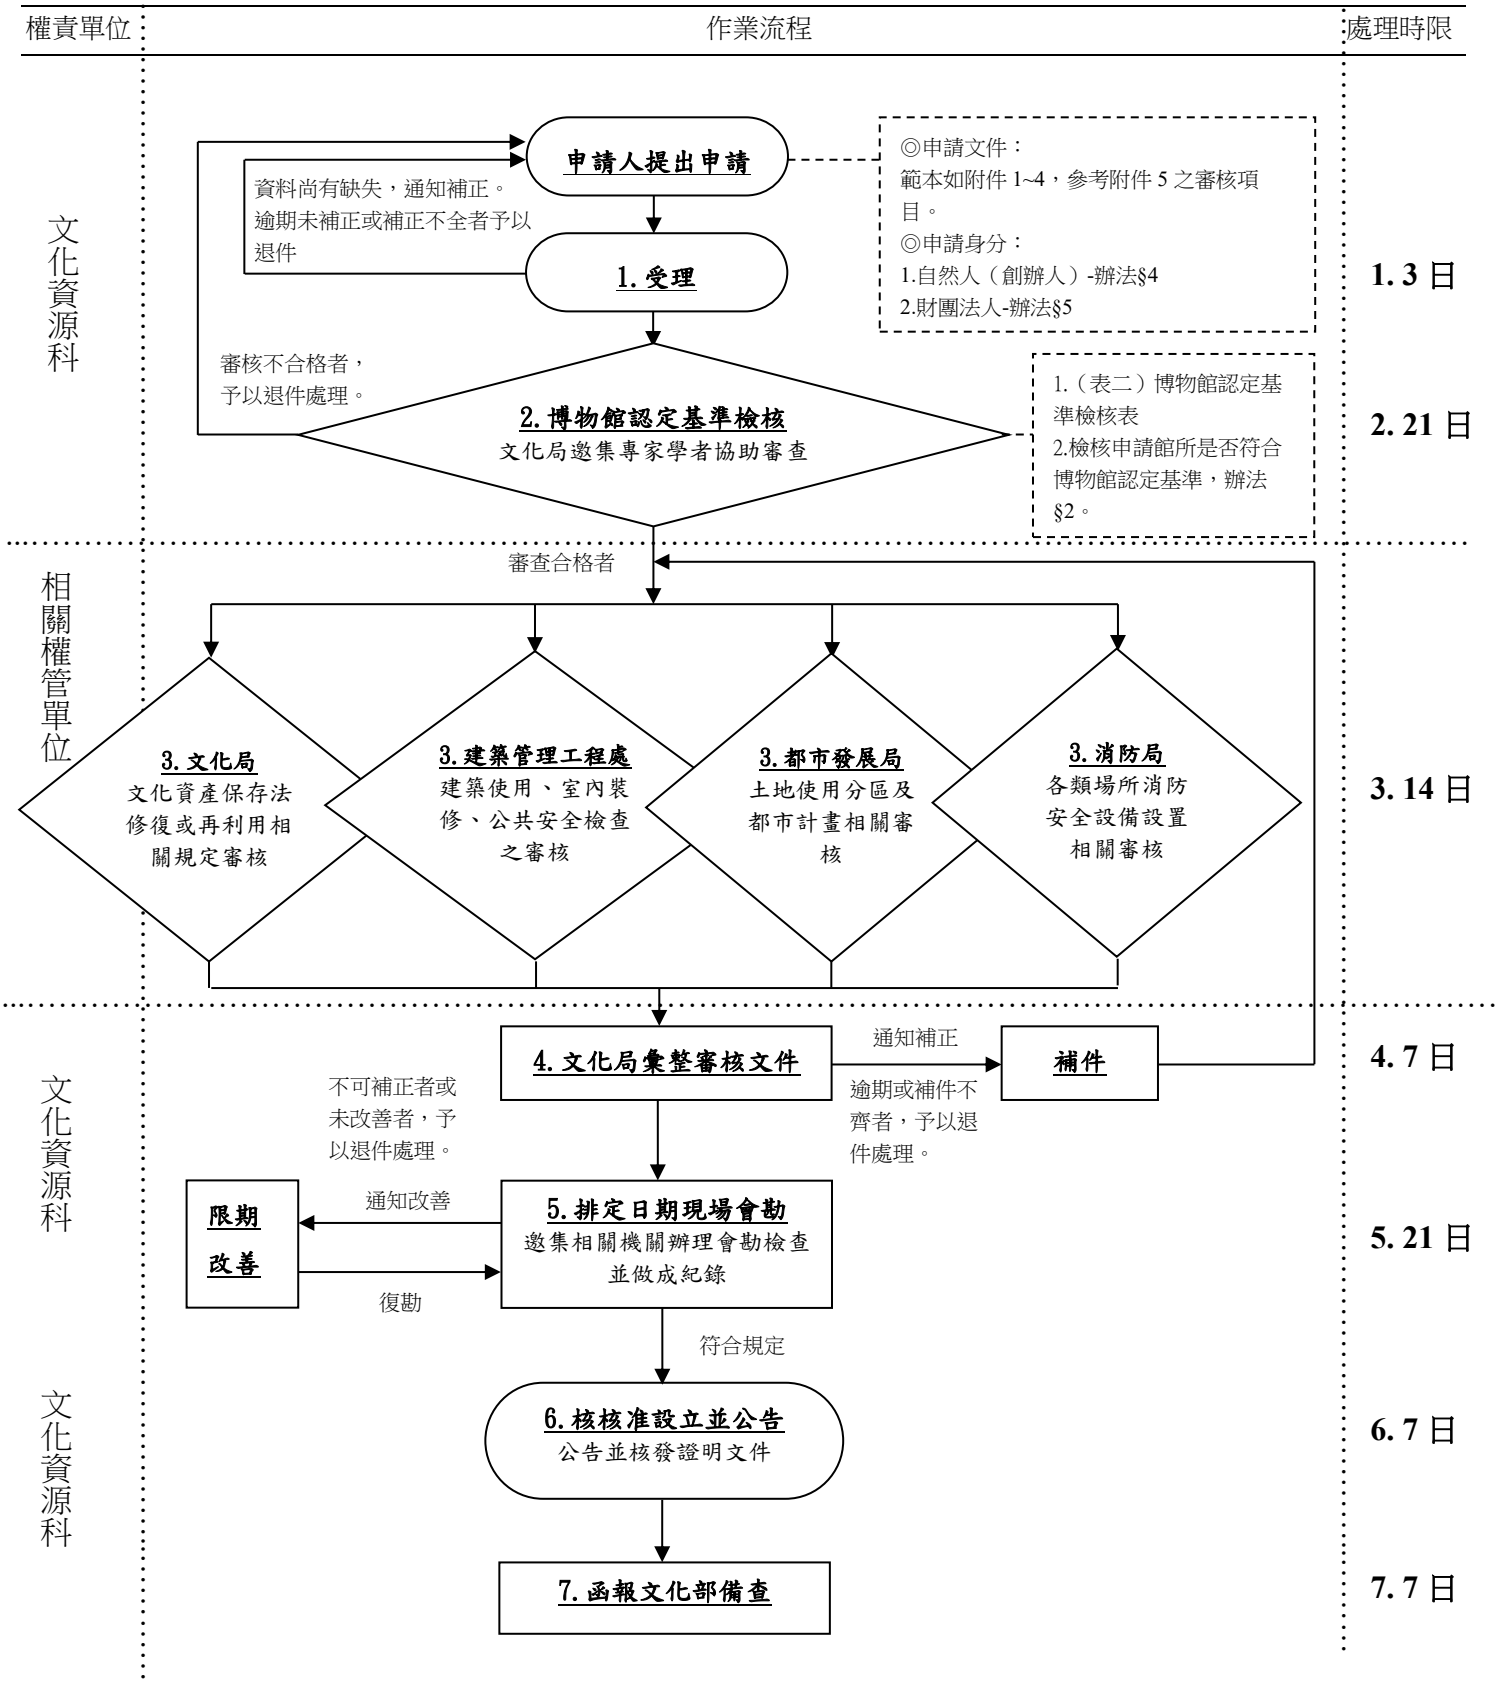 權責單位
作業流程
處理時限
文化資源科
申請人提出申請
◎申請文件：
範本如附件 1~4，參考附件 5 之審核項
目。
◎申請身分：
1.自然人（創辦人）-辦法§4
2.財團法人-辦法§5
資料尚有缺失，通知補正。
逾期未補正或補正不全者予以
退件
1.受理
1. 3 日
審核不合格者，
予以退件處理。
2.博物館認定基準檢核
文化局邀集專家學者協助審查
1.（表二）博物館認定基
準檢核表
2.檢核申請館所是否符合
博物館認定基準，辦法
§2。
2. 21 日
相關權管單位
審查合格者
3.文化局
文化資產保存法
修復或再利用相
關規定審核
3.建築管理工程處
建築使用、室內裝
修、公共安全檢查
之審核
3.都市發展局
土地使用分區及
都市計畫相關審
核
3.消防局
各類場所消防
安全設備設置
相關審核
3. 14 日
文化資源科
4.文化局彙整審核文件
通知補正
逾期或補件不
齊者，予以退
件處理。
補件
4. 7 日
不可補正者或
未改善者，予
以退件處理。
限期
改善
通知改善
復勘
5.排定日期現場會勘
邀集相關機關辦理會勘檢查
並做成紀錄
5. 21 日
符合規定
文化資源科
6.核核准設立並公告
公告並核發證明文件
6. 7 日
7.函報文化部備查
7. 7 日